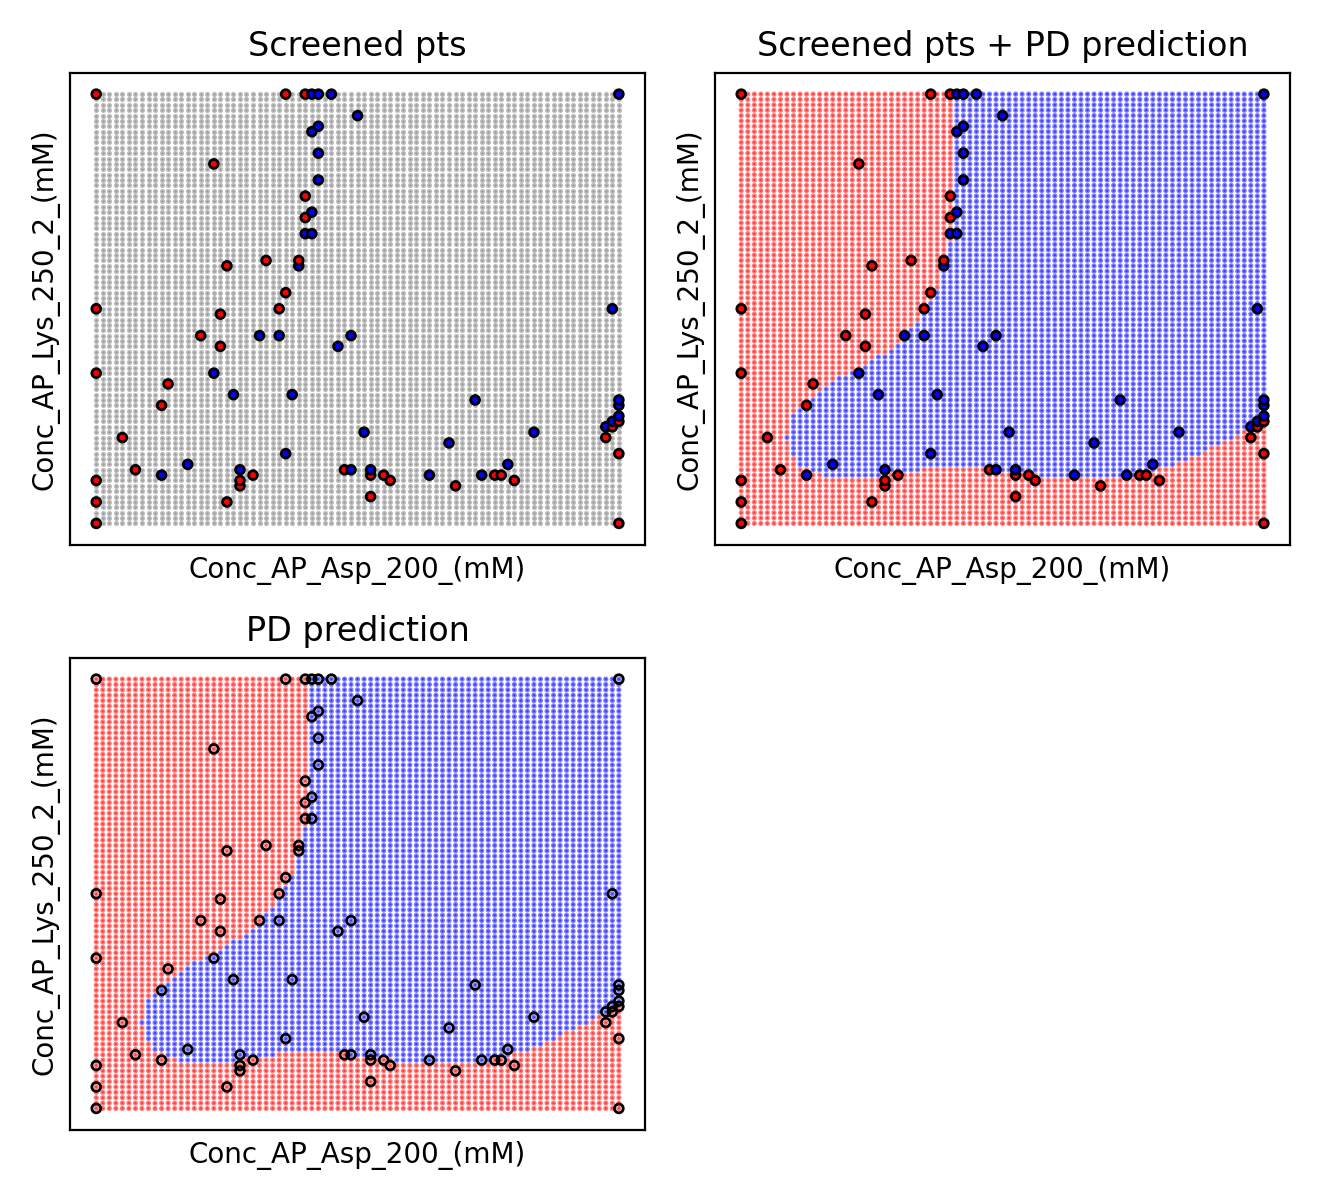 Screened pts
Screened pts + PD prediction
Conc_AP_Lys_250_2_(mM)
Conc_AP_Asp_200_(mM)
Conc_AP_Lys_250_2_(mM)
Conc_AP_Asp_200_(mM)
PD prediction
Conc_AP_Lys_250_2_(mM)
Conc_AP_Asp_200_(mM)